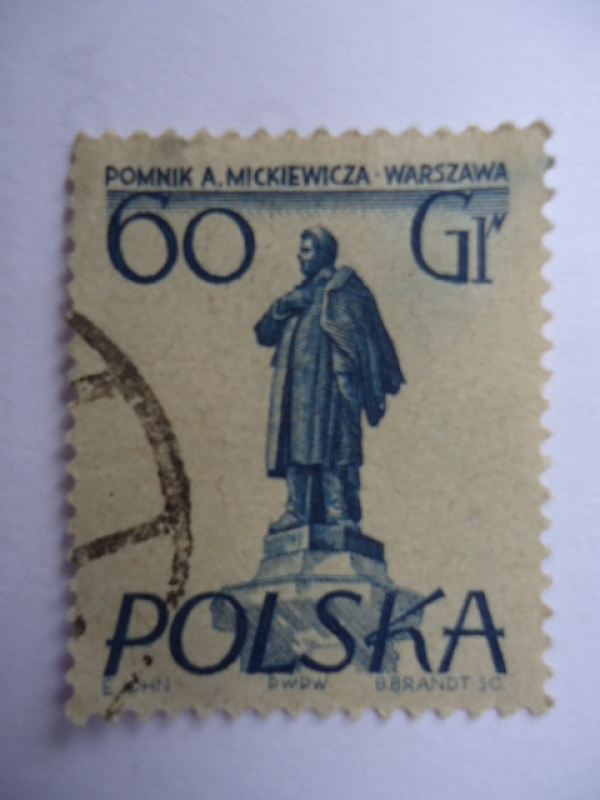 POMNIK A. MICKIEWICZA · WARSZAWA
60 Gr
POLSKA
PWPW B.BRANDT SC.